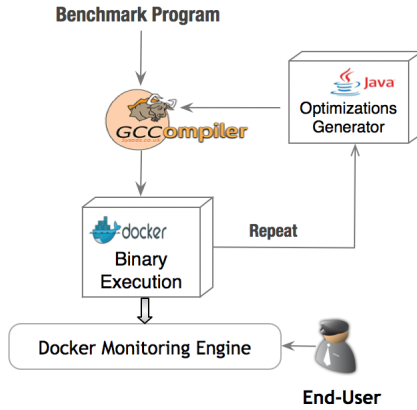 Benchmark Program
Java
Optimizations
Generator
GCCompiler
docker
Binary
Execution
Repeat
Docker Monitoring Engine
End-User